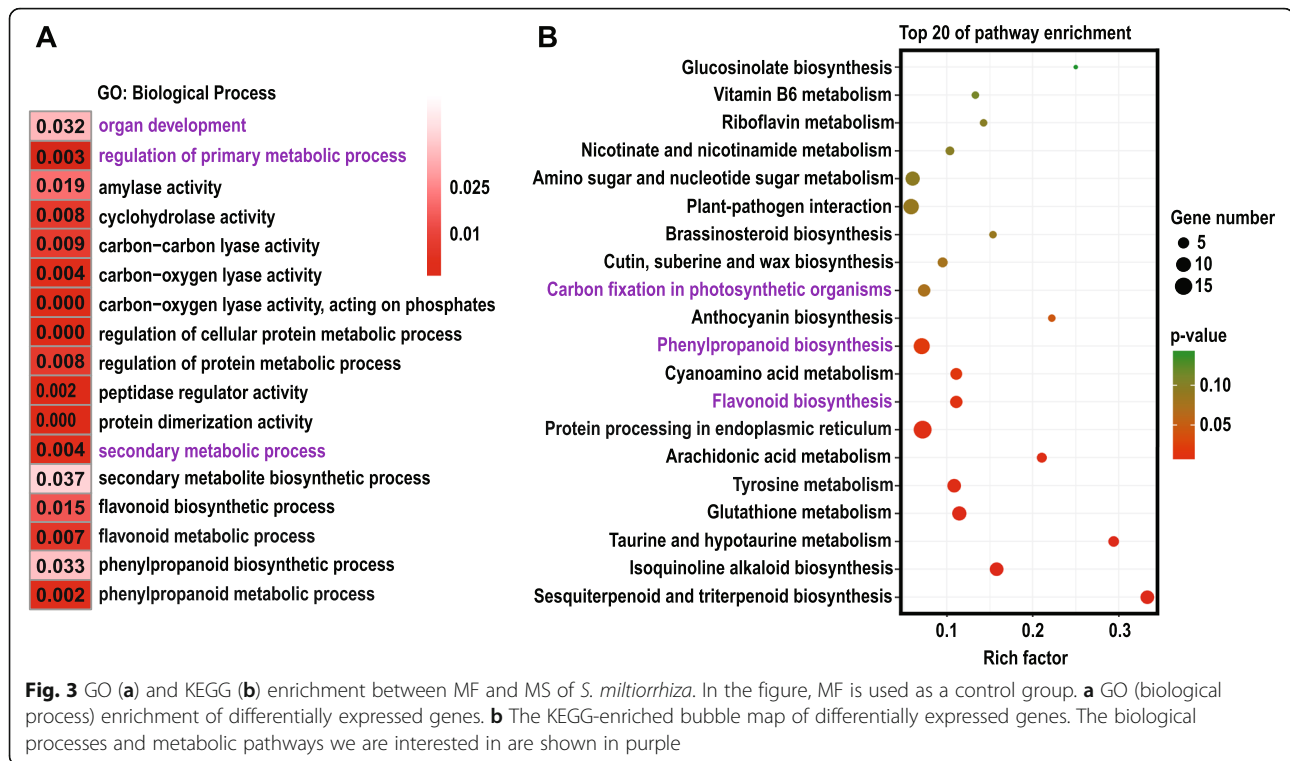 A
GO: Biological Process
0.032 organ development
0.003 regulation of primary metabolic process
0.019 amylase activity
0.008 cyclohydrolase activity
0.009 carbon−carbon lyase activity
0.004 carbon−oxygen lyase activity
0.000 carbon−oxygen lyase activity, acting on phosphates
0.000 regulation of cellular protein metabolic process
0.008 regulation of protein metabolic process
0.002 peptidase regulator activity
0.000 protein dimerization activity
0.004 secondary metabolic process
0.037 secondary metabolite biosynthetic process
0.015 flavonoid biosynthetic process
0.007 flavonoid metabolic process
0.033 phenylpropanoid biosynthetic process
0.002 phenylpropanoid metabolic process
0.025
0.01
B
Top 20 of pathway enrichment
Glucosinolate biosynthesis
Vitamin B6 metabolism
Riboflavin metabolism
Nicotinate and nicotinamide metabolism
Amino sugar and nucleotide sugar metabolism
Plant-pathogen interaction
Brassinosteroid biosynthesis
Cutin, suberine and wax biosynthesis
Carbon fixation in photosynthetic organisms
Anthocyanin biosynthesis
Phenylpropanoid biosynthesis
Cyanoamino acid metabolism
Flavonoid biosynthesis
Protein processing in endoplasmic reticulum
Arachidonic acid metabolism
Tyrosine metabolism
Glutathione metabolism
Taurine and hypotaurine metabolism
Isoquinoline alkaloid biosynthesis
Sesquiterpenoid and triterpenoid biosynthesis
0.1 0.2 0.3
Rich factor
Gene number
5
10
15
p-value
0.10
0.05
Fig. 3 GO (a) and KEGG (b) enrichment between MF and MS of S. miltiorrhiza. In the figure, MF is used as a control group. a GO (biological
process) enrichment of differentially expressed genes. b The KEGG-enriched bubble map of differentially expressed genes. The biological
processes and metabolic pathways we are interested in are shown in purple